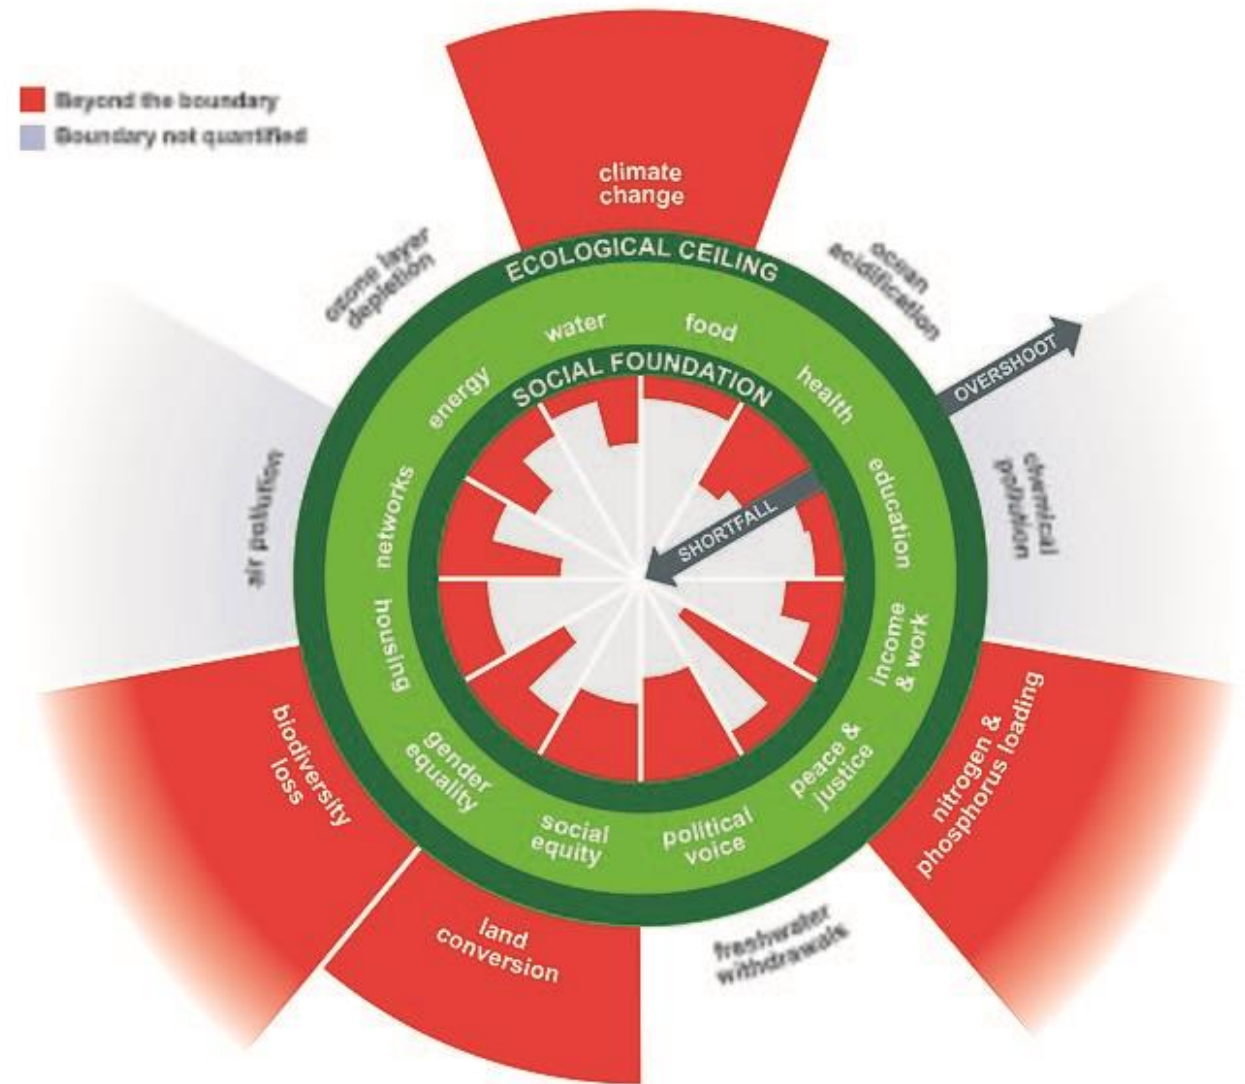 Beyond the boundary
Boundary not quantified
climate
change
ECOLOGICAL CEILING
ozone layer
depletion
ocean
acidification
water
food
energy
health
SOCIAL FOUNDATION
OVERSHOOT
networks
education
SHORTFALL
air pollution
chemical
pollution
housing
income
& work
biodiversity
loss
gender
equality
peace &
justice
nitrogen &
phosphorus loading
social
equity
political
voice
land
conversion
freshwater
withdrawals